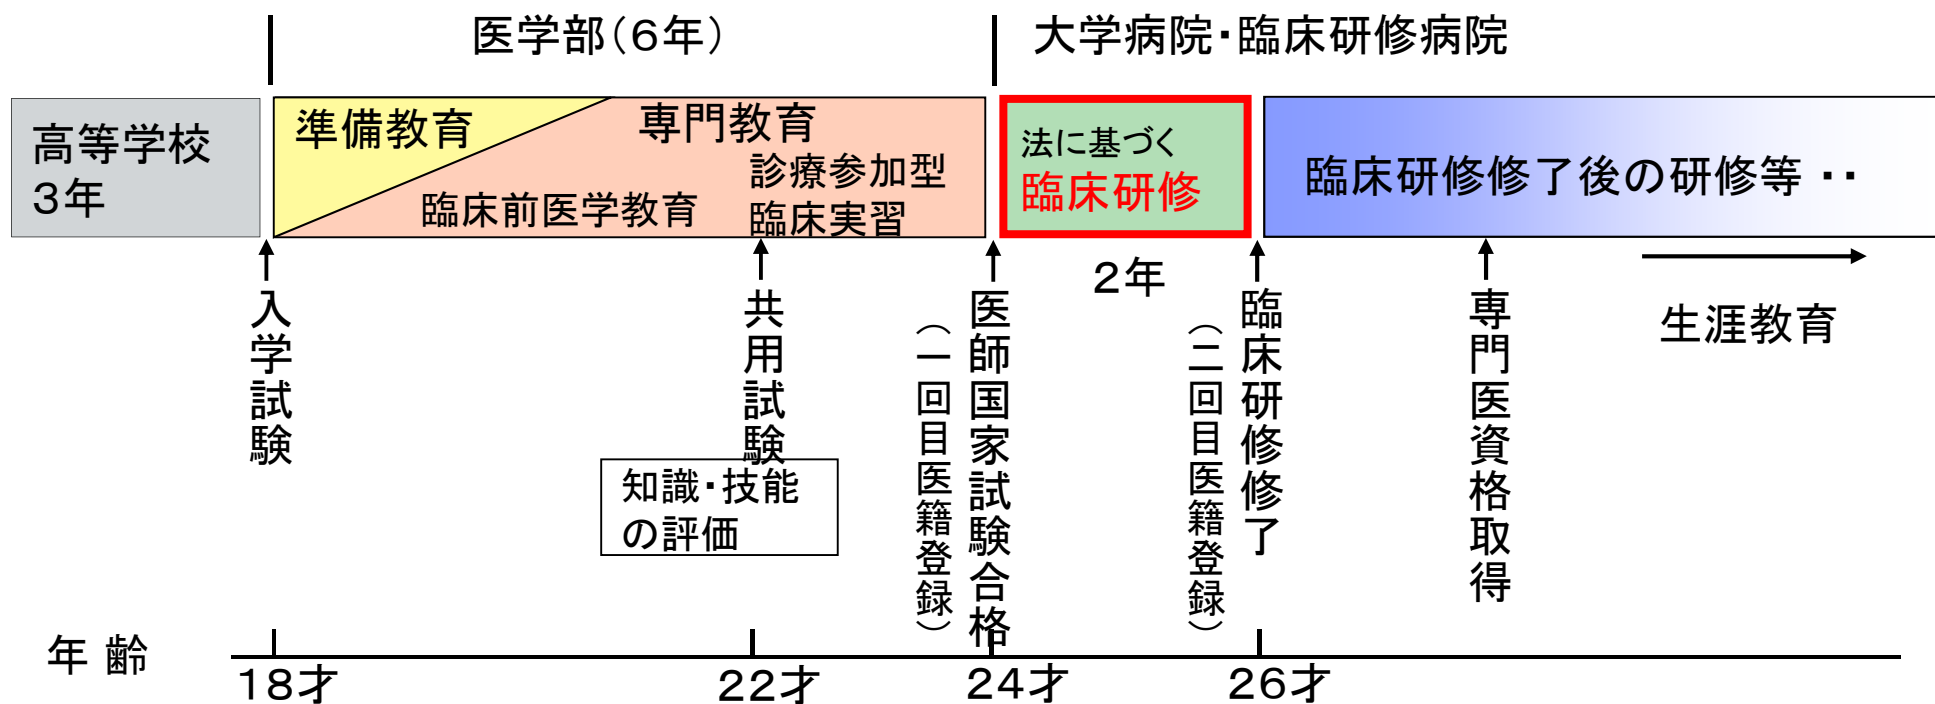 医学部（６年）
大学病院・臨床研修病院
高等学校
３年
準備教育
専門教育
臨床前医学教育
診療参加型
臨床実習
法に基づく
臨床研修
臨床研修修了後の研修等 ・・
２年
入学試験
共用試験
知識・技能
の評価
医師国家試験合格
（一回目医籍登録）
臨床研修修了
（二回目医籍登録）
専門医資格取得
生涯教育
年 齢
１８才
２２才
２４才
２６才